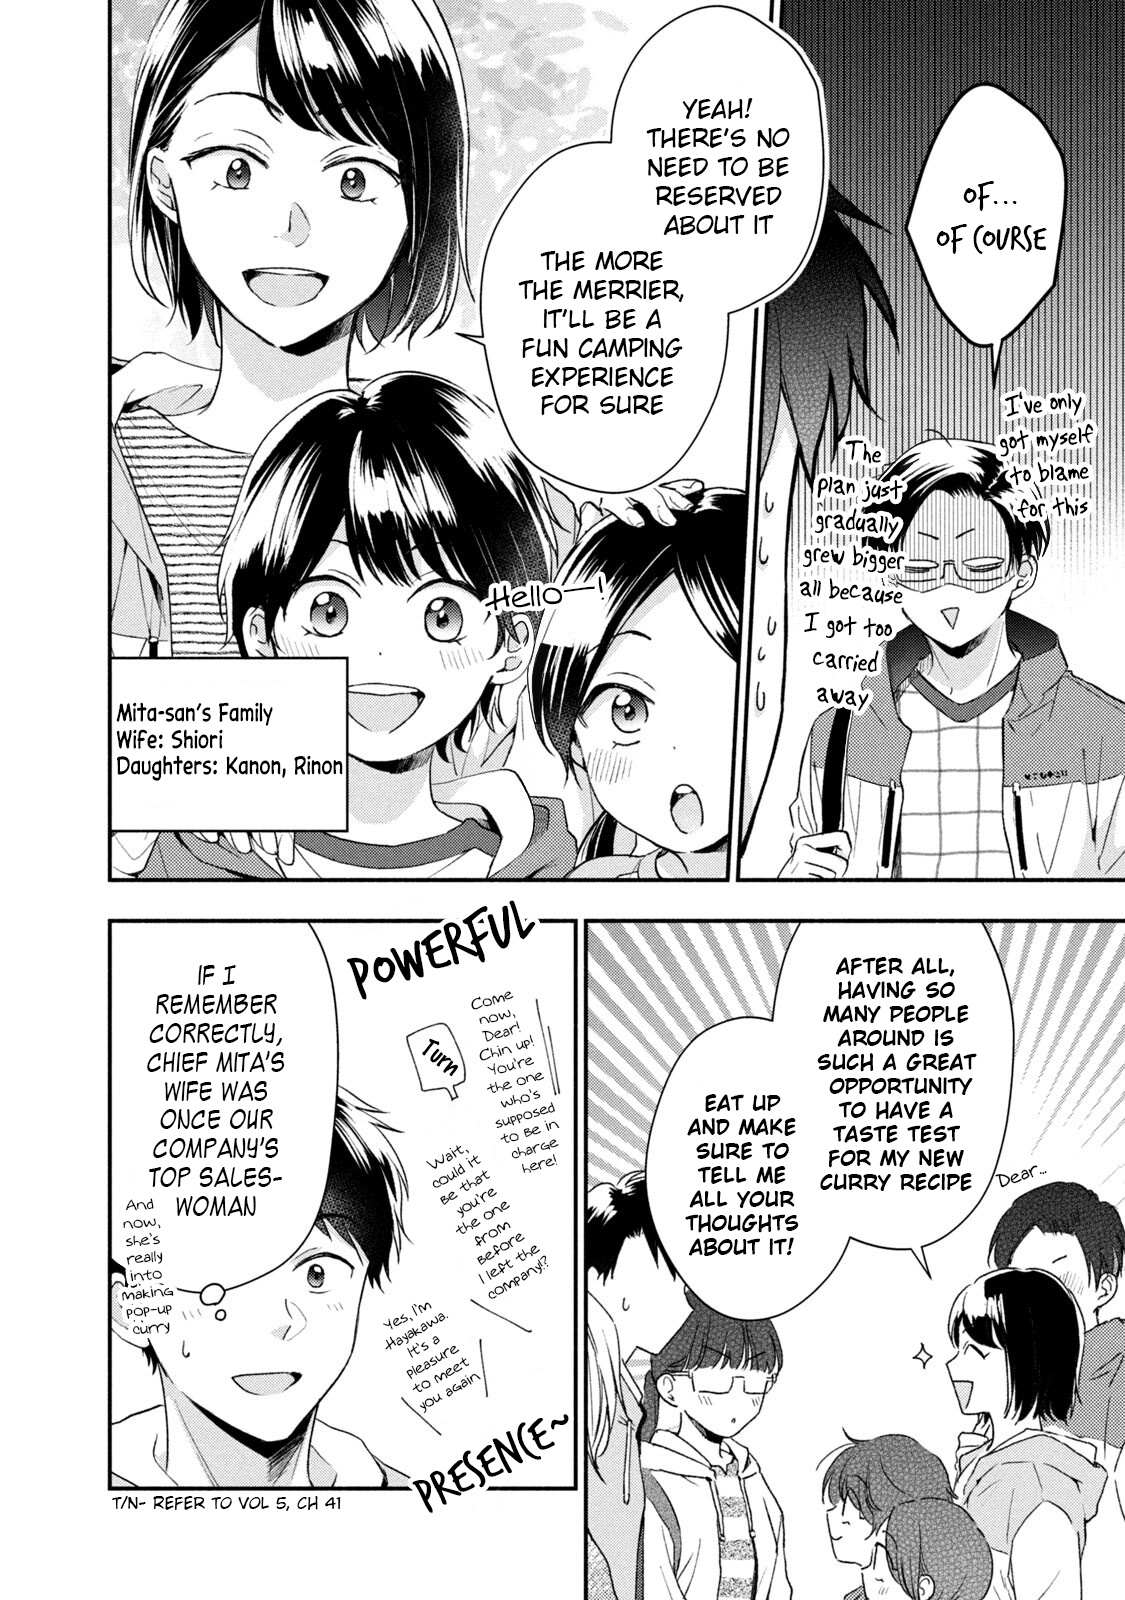 OF...
OF COURSE
I've only
got myself
to blame
for this
The
plan just
gradually
grew bigger
all because
I got too
carried
away
YEAH!
THERE'S NO
NEED TO BE
RESERVED
ABOUT IT
THE MORE
THE MERRIER,
IT'LL BE A
FUN CAMPING
EXPERIENCE
FOR SURE
Hello—!
Mita-san's Family
Wife: Shiori
Daughters: Kanon, Rinon
AFTER ALL,
HAVING SO
MANY PEOPLE
AROUND IS
SUCH A GREAT
OPPORTUNITY
TO HAVE A
TASTE TEST
FOR MY NEW
CURRY RECIPE
Dear...
EAT UP
AND MAKE
SURE TO
TELL ME
ALL YOUR
THOUGHTS
ABOUT IT!
POWERFUL
PRESENCE~
Come
now,
Dear!
Chin up!
You're
the one
who's
supposed
to be in
charge
here!
Turn
Wait,
could it
be that
you're
the one
from
before
I left the
company!?
Yes, I'm
Hayakawa.
It's a
pleasure
to meet
you again
IF I
REMEMBER
CORRECTLY,
CHIEF MITA'S
WIFE WAS
ONCE OUR
COMPANY'S
TOP SALES-
WOMAN
And
now,
she's
really
into
making
pop-up
curry
T/N- REFER TO VOL 5, CH 41